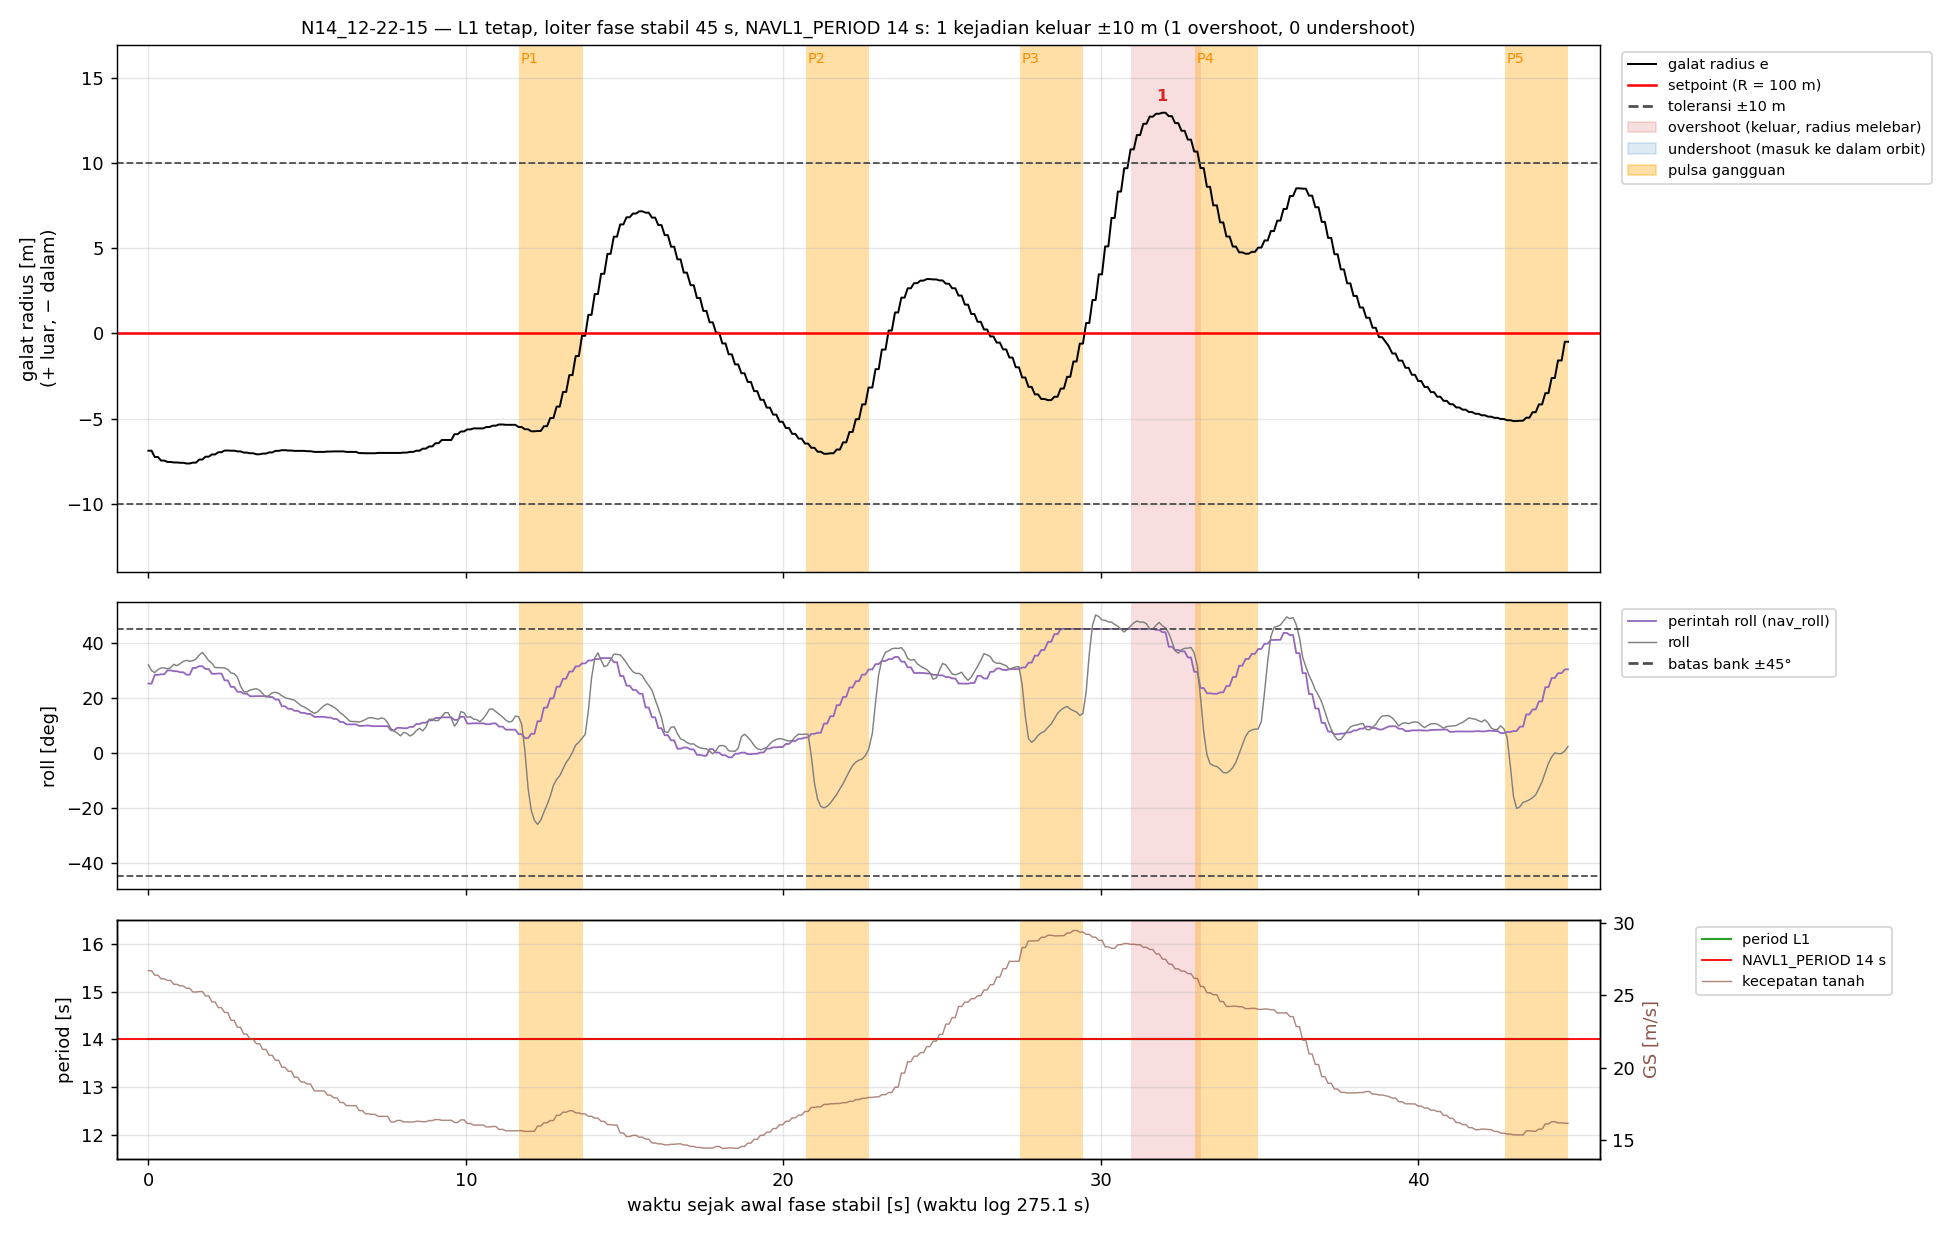 N14_12-22-15 — L1 tetap, loiter fase stabil 45 s, NAVL1_PERIOD 14 s: 1 kejadian keluar ±10 m (1 overshoot, 0 undershoot)
P1
P2
P3
P4
P5
1
15
10
5
0
−5
−10
galat radius [m]
(+ luar, − dalam)
galat radius e
setpoint (R = 100 m)
toleransi ±10 m
overshoot (keluar, radius melebar)
undershoot (masuk ke dalam orbit)
pulsa gangguan
40
20
0
−20
−40
roll [deg]
perintah roll (nav_roll)
roll
batas bank ±45°
16
15
14
13
12
period [s]
30
25
20
15
GS [m/s]
period L1
NAVL1_PERIOD 14 s
kecepatan tanah
0
10
20
30
40
waktu sejak awal fase stabil [s] (waktu log 275.1 s)